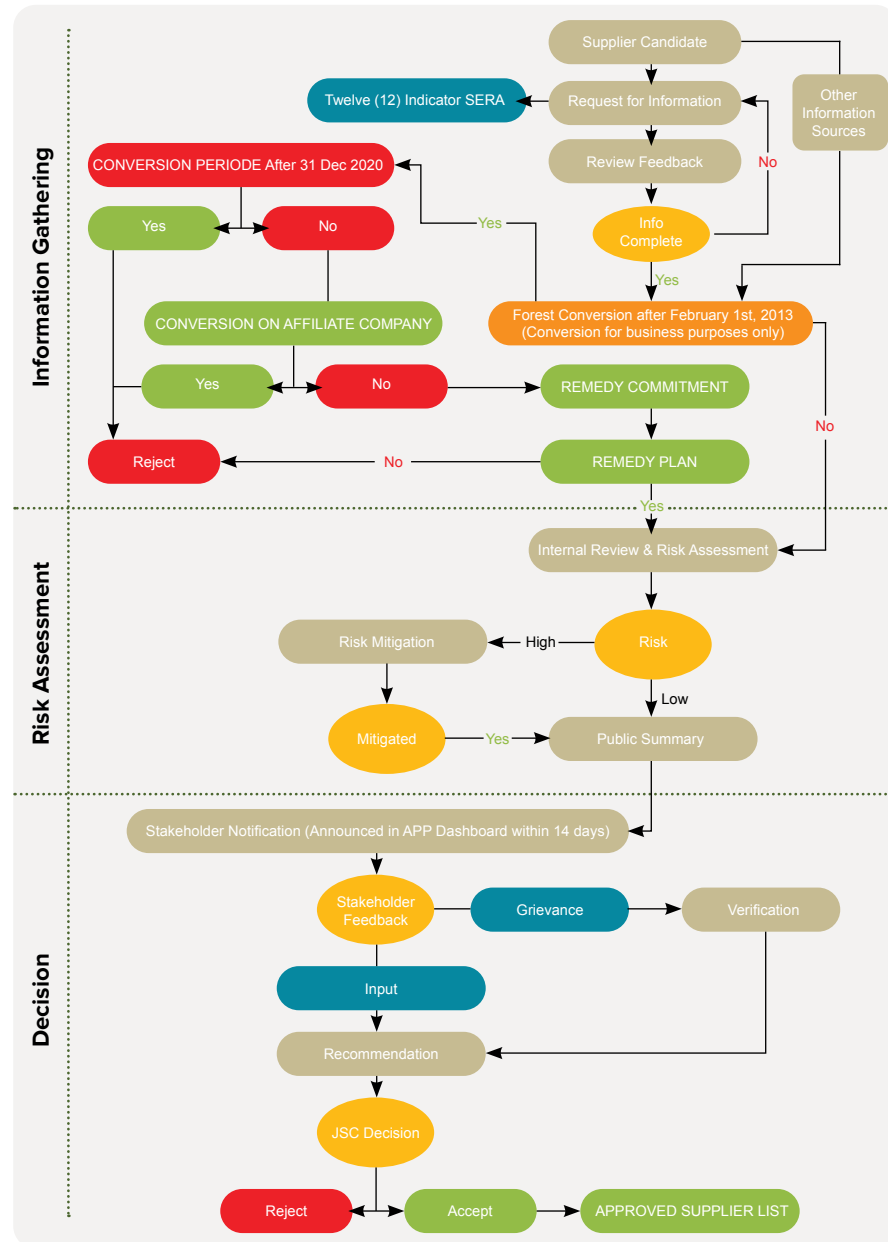 Information Gathering
Supplier Candidate
Twelve (12) Indicator SERA
Request for Information
Other
Information
Sources
CONVERSION PERIODE After 31 Dec 2020
Review Feedback
No
Yes
No
Yes
Info
Complete
Yes
CONVERSION ON AFFILIATE COMPANY
Forest Conversion after February 1st, 2013
(Conversion for business purposes only)
Yes
No
REMEDY COMMITMENT
No
Reject
No
REMEDY PLAN
Yes
Risk Assessment
Internal Review & Risk Assessment
Risk Mitigation
High
Risk
Low
Mitigated
Yes
Public Summary
Decision
Stakeholder Notification (Announced in APP Dashboard within 14 days)
Stakeholder
Feedback
Grievance
Verification
Input
Recommendation
JSC Decision
Reject
Accept
APPROVED SUPPLIER LIST